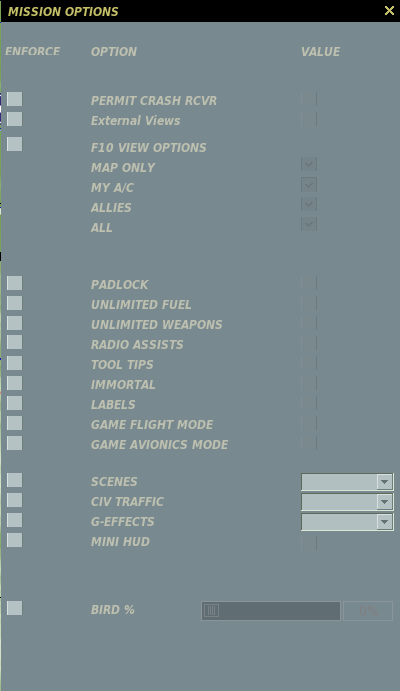 MISSION OPTIONS
ENFORCE OPTION VALUE
PERMIT CRASH RCVR
External Views
F10 VIEW OPTIONS
MAP ONLY
MY A/C
ALLIES
ALL
PADLOCK
UNLIMITED FUEL
UNLIMITED WEAPONS
RADIO ASSISTS
TOOL TIPS
IMMORTAL
LABELS
GAME FLIGHT MODE
GAME AVIONICS MODE
SCENES
CIV TRAFFIC
G-EFFECTS
MINI HUD
BIRD %